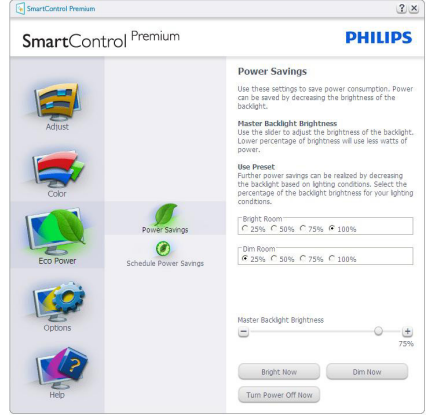 SmartControl Premium
SmartControl Premium
PHILIPS
Adjust
Color
Eco Power
Options
Help
Power Savings
Schedule Power Savings
Power Savings
Use these settings to save power consumption. Power
can be saved by decreasing the brightness of the
backlight.
Master Backlight Brightness
Use the slider to adjust the brightness of the backlight.
Lower percentage of brightness will use less watts of
power.
Use Preset
Further power savings can be realized by decreasing
the backlight based on lighting conditions. Select the
percentage of the backlight brightness for your lighting
conditions.
Bright Room
25% 50% 75% 100%
Dim Room
25% 50% 75% 100%
Master Backlight Brightness
75%
Bright Now Dim Now
Turn Power Off Now